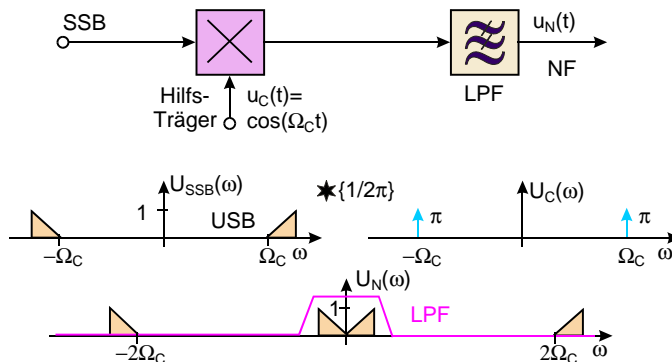 SSB
u_N(t)
NF
LPF
Hilfs-
Träger
u_C(t)=
cos(Ω_Ct)
U_SSB(ω)
★{1/2π}
U_C(ω)
1
USB
π
π
−Ω_C
Ω_C
ω
−Ω_C
Ω_C
ω
U_N(ω)
1
LPF
−2Ω_C
2Ω_C
ω